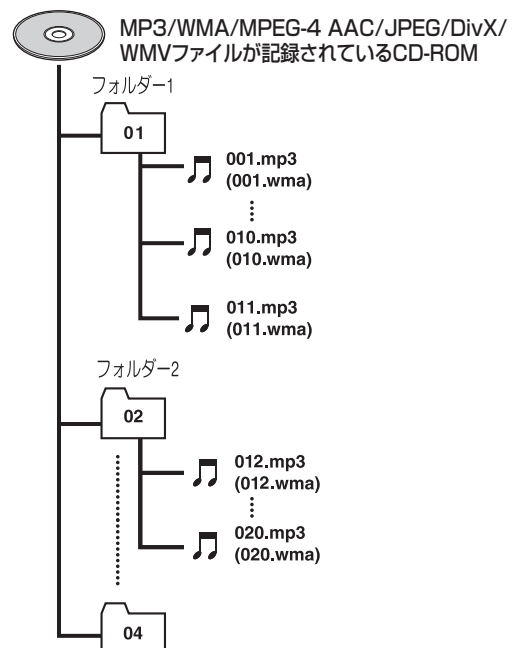 MP3/WMA/MPEG-4 AAC/JPEG/DivX/
WMVファイルが記録されているCD-ROM
フォルダー1
01
001.mp3
(001.wma)
010.mp3
(010.wma)
011.mp3
(011.wma)
フォルダー2
02
012.mp3
(012.wma)
020.mp3
(020.wma)
04